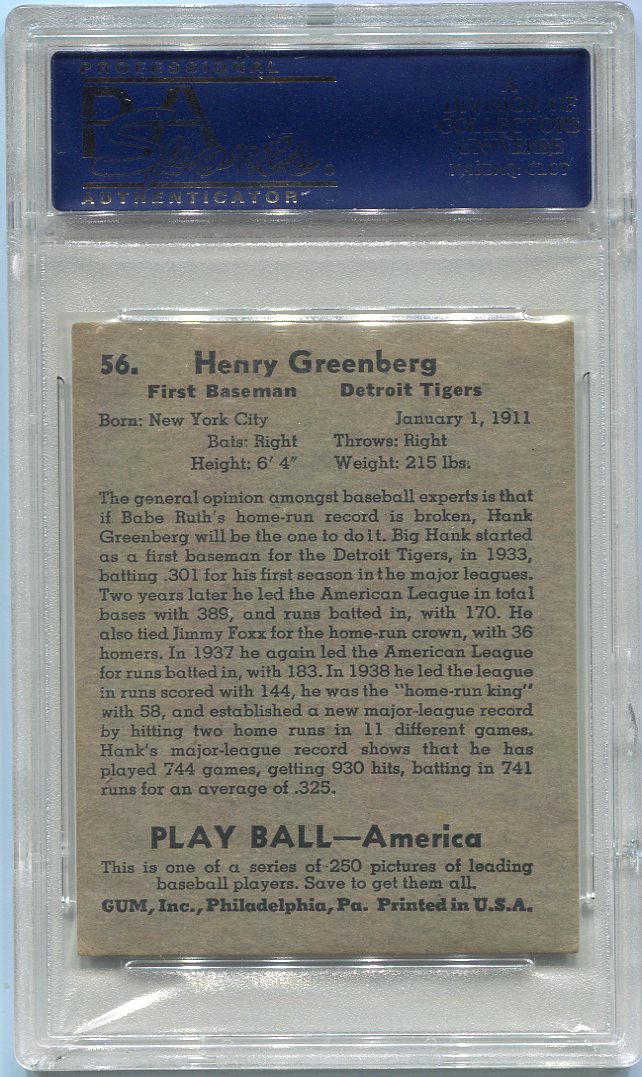 PROFESSIONAL
PSA
Sports
AUTHENTICATOR
A
DIVISION OF
COLLECTORS
UNIVERSE
NASDAQ: CLCT
56. Henry Greenberg
First Baseman Detroit Tigers
Born: New York City January 1, 1911
Bats: Right Throws: Right
Height: 6′ 4″ Weight: 215 lbs.
The general opinion amongst baseball experts is that
if Babe Ruth's home-run record is broken, Hank
Greenberg will be the one to do it. Big Hank started
as a first baseman for the Detroit Tigers, in 1933,
batting .301 for his first season in the major leagues.
Two years later he led the American League in total
bases with 389, and runs batted in, with 170. He
also tied Jimmy Foxx for the home-run crown, with 36
homers. In 1937 he again led the American League
for runs batted in, with 183. In 1938 he led the league
in runs scored with 144, he was the "home-run king"
with 58, and established a new major-league record
by hitting two home runs in 11 different games.
Hank's major-league record shows that he has
played 744 games, getting 930 hits, batting in 741
runs for an average of .325.
PLAY BALL—America
This is one of a series of 250 pictures of leading
baseball players. Save to get them all.
GUM, Inc., Philadelphia, Pa. Printed in U.S.A.